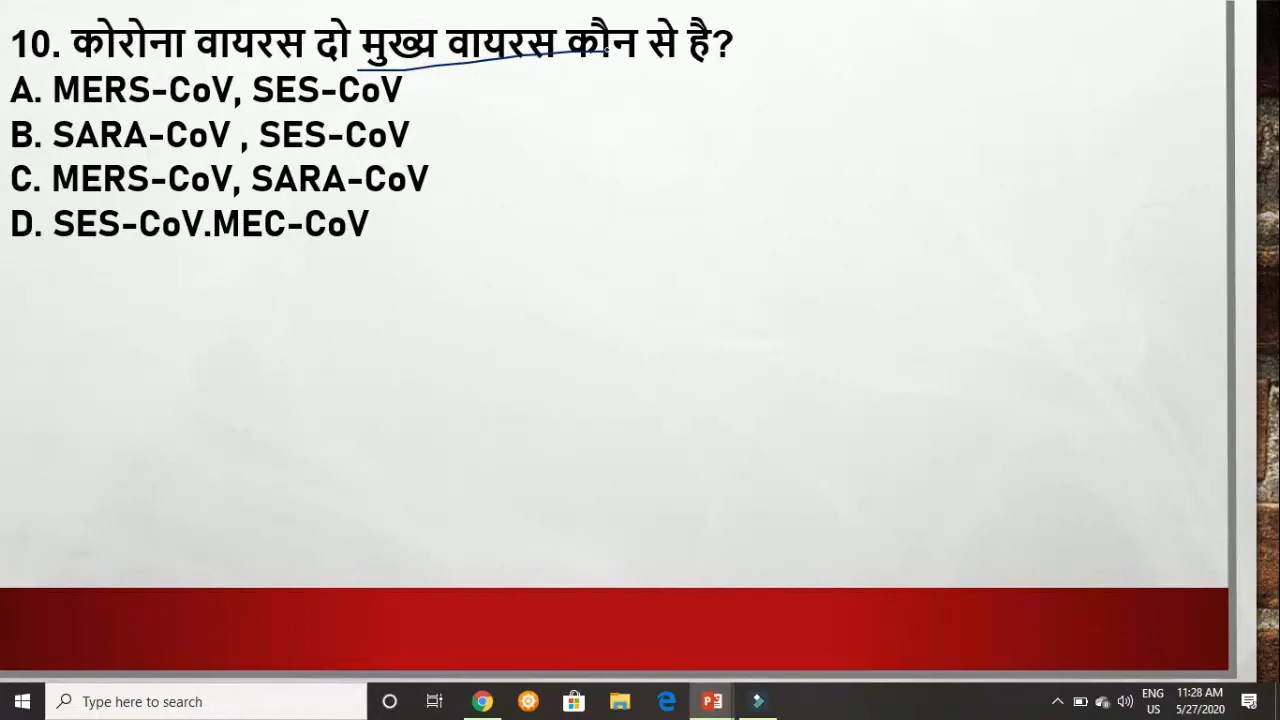 10. कोरोना वायरस दो मुख्य वायरस कौन से है?
A. MERS-CoV, SES-CoV
B. SARA-CoV , SES-CoV
C. MERS-CoV, SARA-CoV
D. SES-CoV.MEC-CoV
Type here to search
ENG
US
11:28 AM
5/27/2020